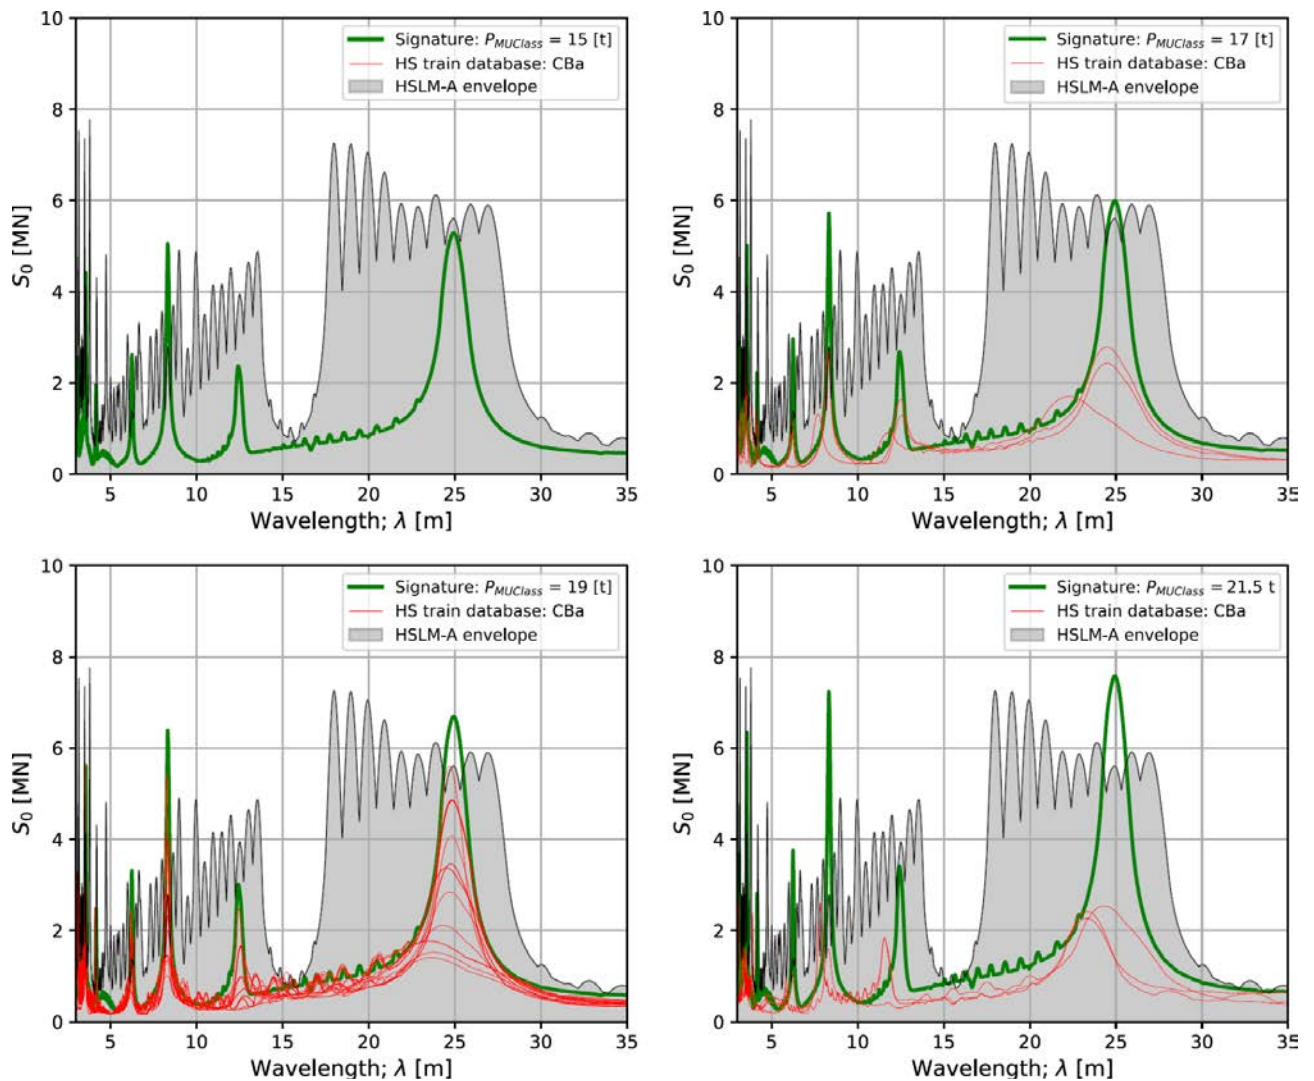 10
8
6
4
2
0
S₀ [MN]
Signature: P_MUClass = 15 [t]
HS train database: CBa
HSLM-A envelope
5 10 15 20 25 30 35
Wavelength; λ [m]
10
8
6
4
2
0
S₀ [MN]
Signature: P_MUClass = 17 [t]
HS train database: CBa
HSLM-A envelope
5 10 15 20 25 30 35
Wavelength; λ [m]
10
8
6
4
2
0
S₀ [MN]
Signature: P_MUClass = 19 [t]
HS train database: CBa
HSLM-A envelope
5 10 15 20 25 30 35
Wavelength; λ [m]
10
8
6
4
2
0
S₀ [MN]
Signature: P_MUClass = 21.5 t
HS train database: CBa
HSLM-A envelope
5 10 15 20 25 30 35
Wavelength; λ [m]